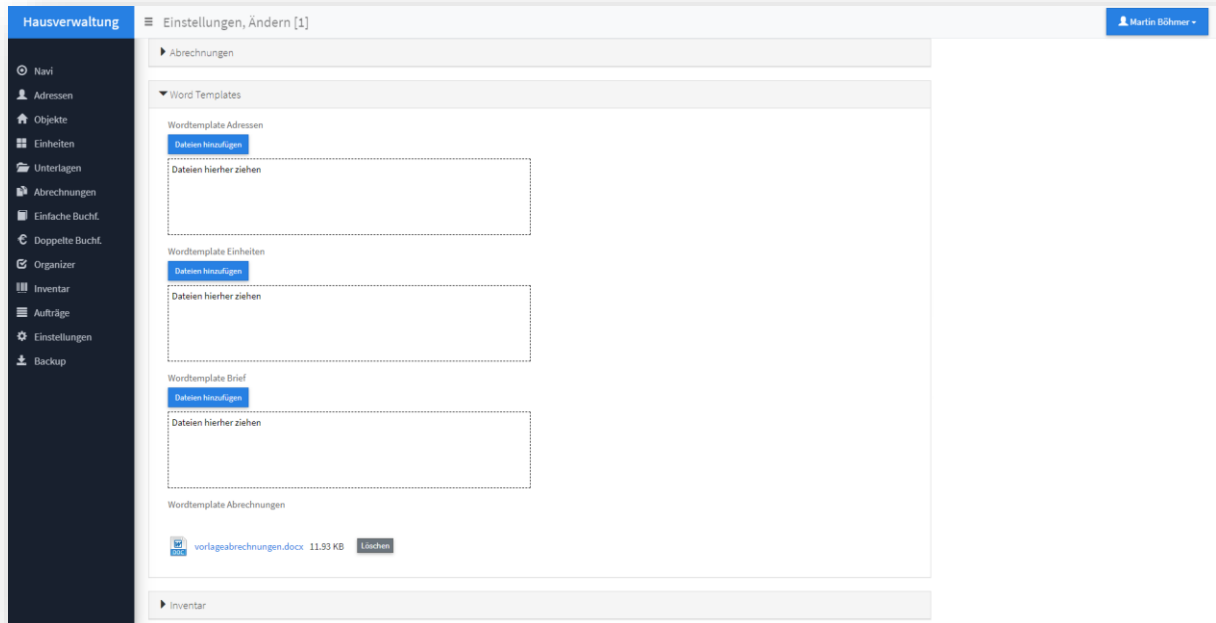 Hausverwaltung
Einstellungen, Ändern [1]
Martin Böhmer
Navi
Adressen
Objekte
Einheiten
Unterlagen
Abrechnungen
Einfache Buchf.
Doppelte Buchf.
Organizer
Inventar
Aufträge
Einstellungen
Backup
Abrechnungen
Word Templates
Wordtemplate Adressen
Dateien hinzufügen
Dateien hierher ziehen
Wordtemplate Einheiten
Dateien hinzufügen
Dateien hierher ziehen
Wordtemplate Brief
Dateien hinzufügen
Dateien hierher ziehen
Wordtemplate Abrechnungen
DOC vorlageabrechnungen.docx 11.93 KB Löschen
Inventar